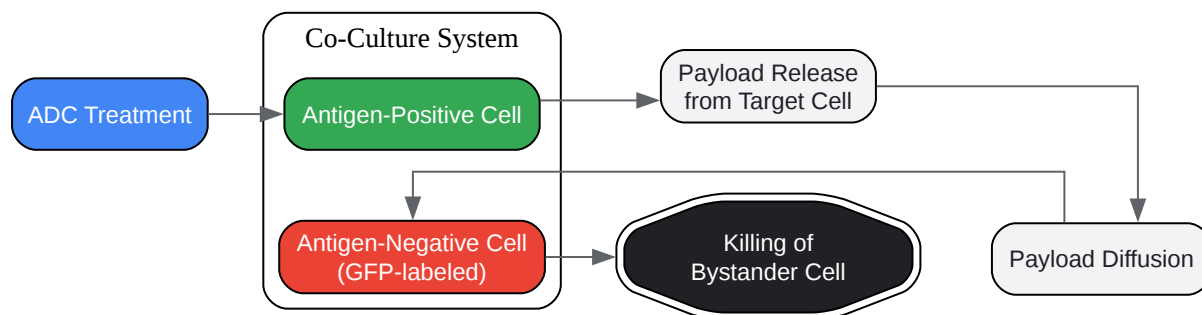 Co-Culture System
ADC Treatment
Antigen-Positive Cell
Payload Release
from Target Cell
Payload Diffusion
Antigen-Negative Cell
(GFP-labeled)
Killing of
Bystander Cell